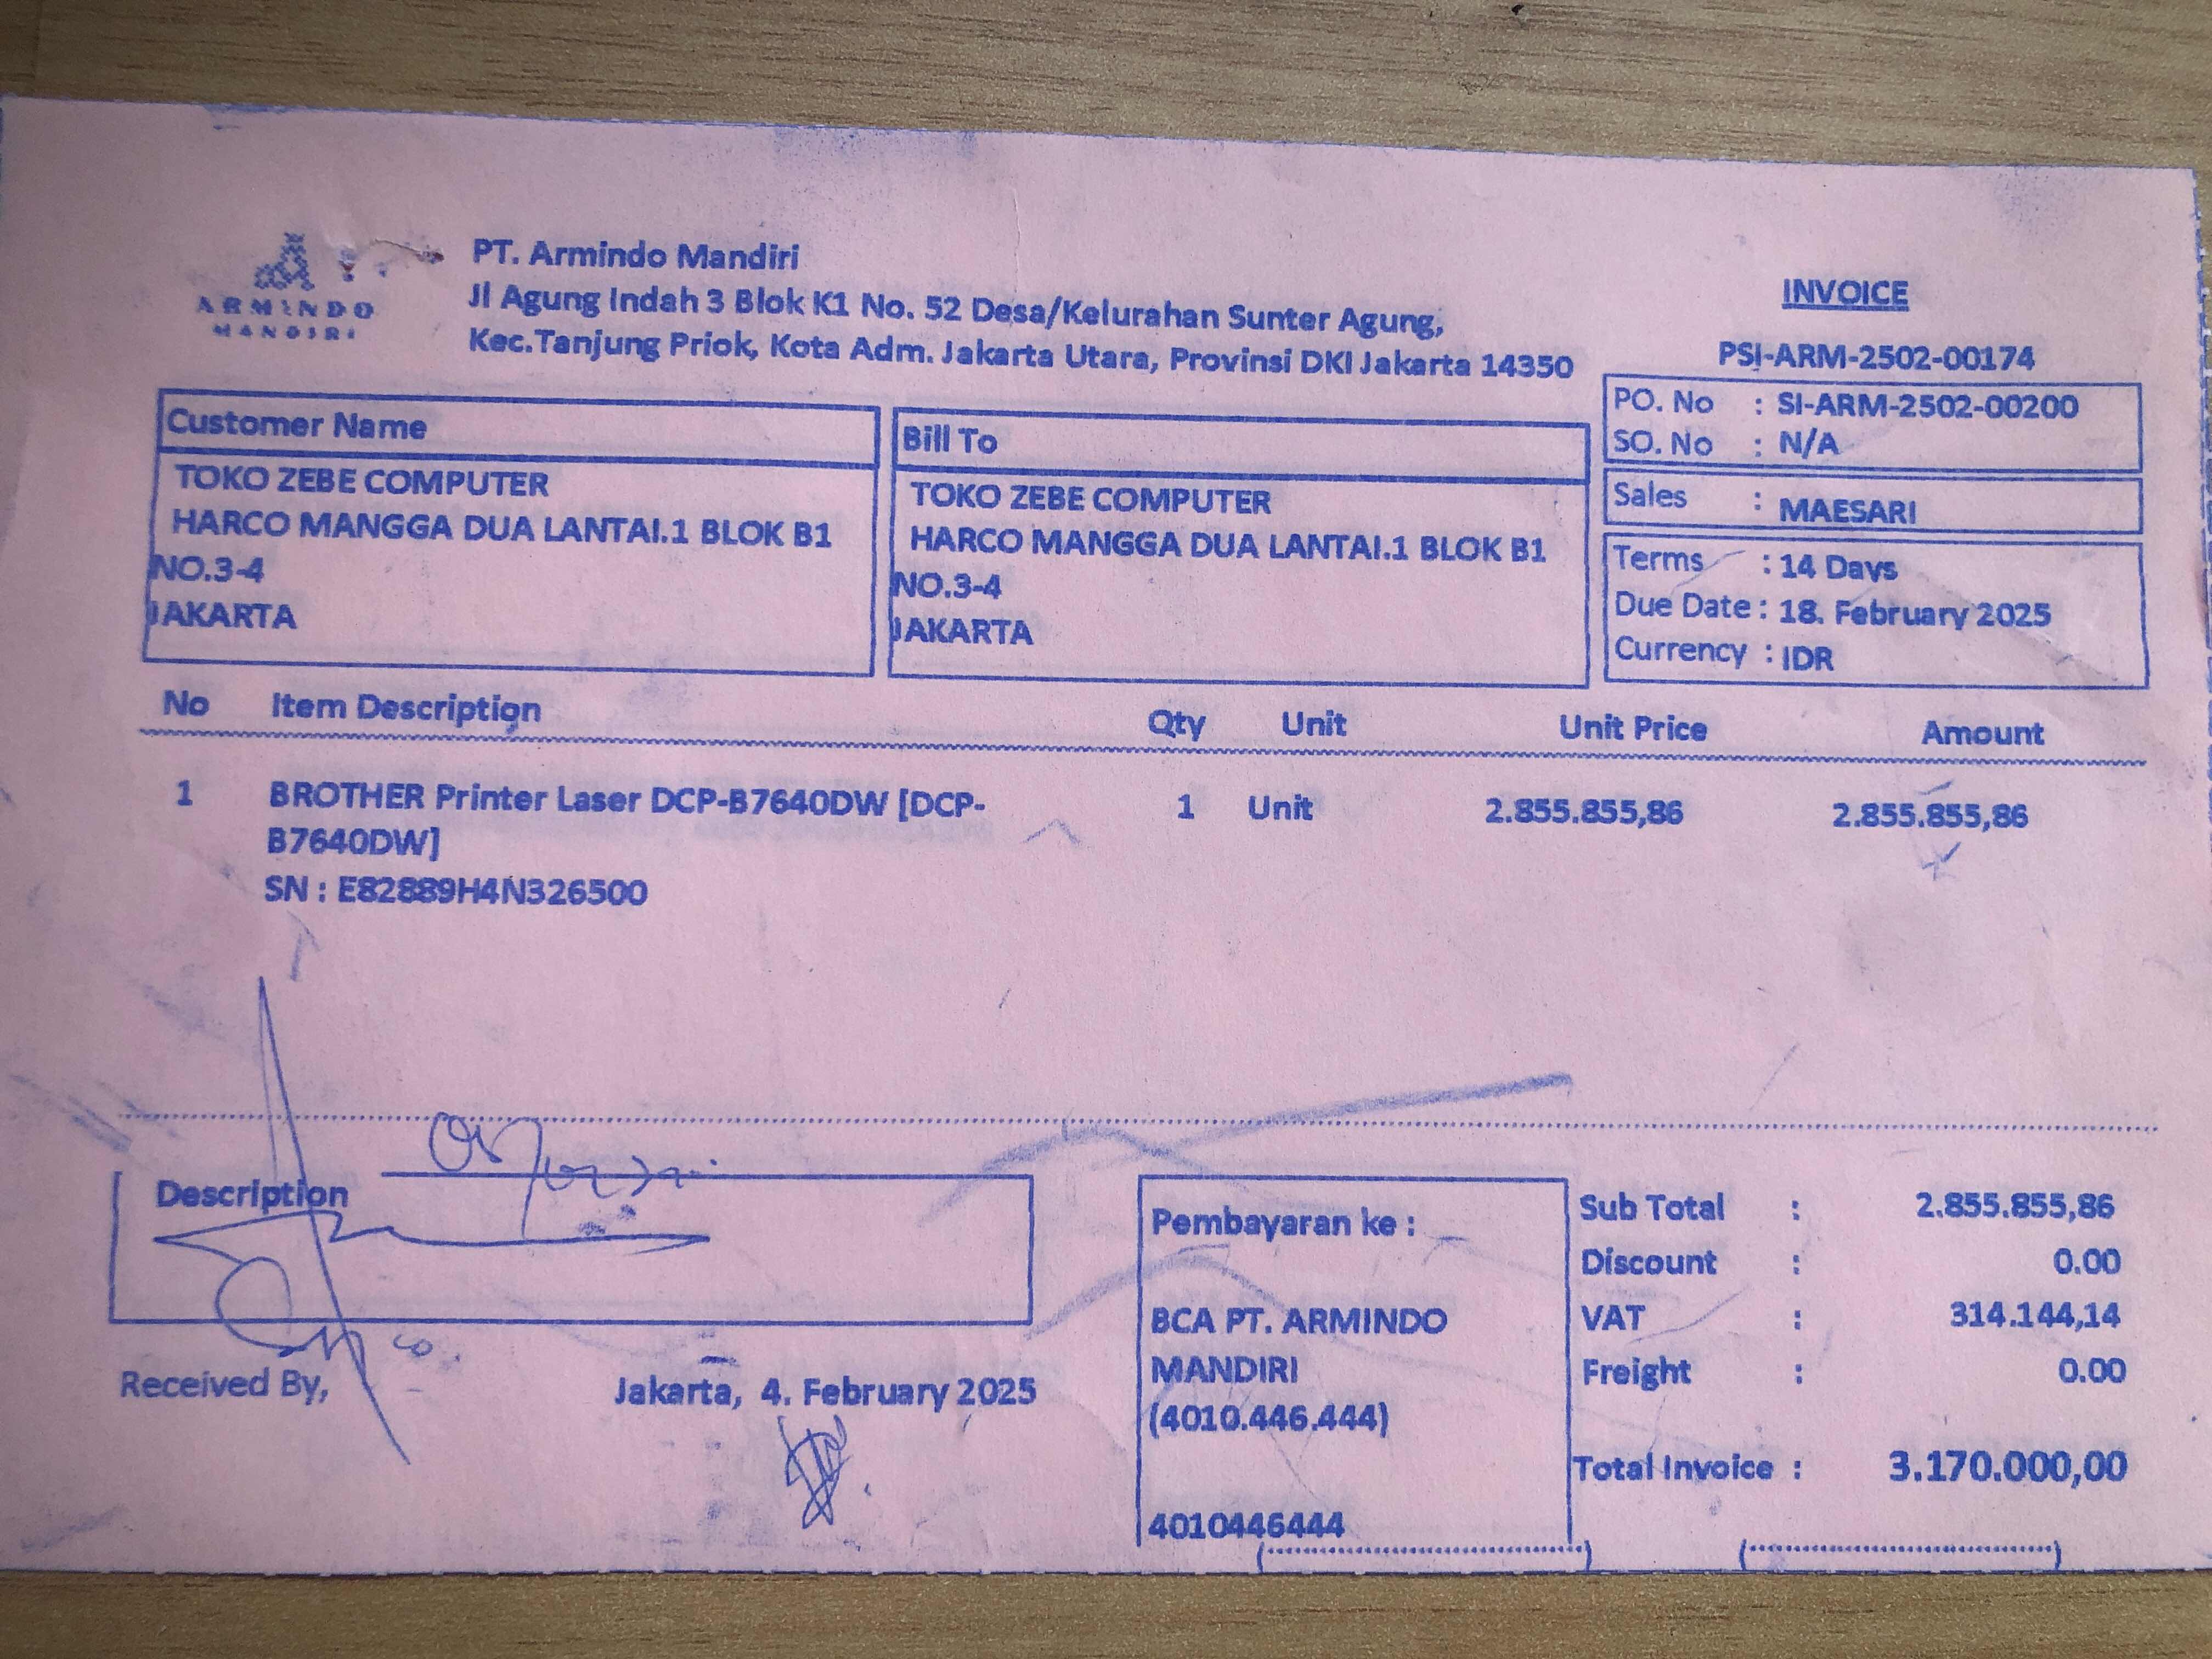 ARMINDO
MANDIRI
PT. Armindo Mandiri
Jl Agung Indah 3 Blok K1 No. 52 Desa/Kelurahan Sunter Agung,
Kec.Tanjung Priok, Kota Adm. Jakarta Utara, Provinsi DKI Jakarta 14350
INVOICE
PSI-ARM-2502-00174
PO. No : SI-ARM-2502-00200
SO. No : N/A
Sales : MAESARI
Terms : 14 Days
Due Date : 18. February 2025
Currency : IDR
Customer Name
TOKO ZEBE COMPUTER
HARCO MANGGA DUA LANTAI.1 BLOK B1
NO.3-4
JAKARTA
Bill To
TOKO ZEBE COMPUTER
HARCO MANGGA DUA LANTAI.1 BLOK B1
NO.3-4
JAKARTA
No Item Description Qty Unit Unit Price Amount
1 BROTHER Printer Laser DCP-B7640DW [DCP- 1 Unit 2.855.855,86 2.855.855,86
B7640DW]
SN : E82889H4N326500
Description
Received By,
Jakarta, 4. February 2025
Pembayaran ke :
BCA PT. ARMINDO
MANDIRI
(4010.446.444)
4010446444
Sub Total : 2.855.855,86
Discount : 0.00
VAT : 314.144,14
Freight : 0.00
Total Invoice : 3.170.000,00